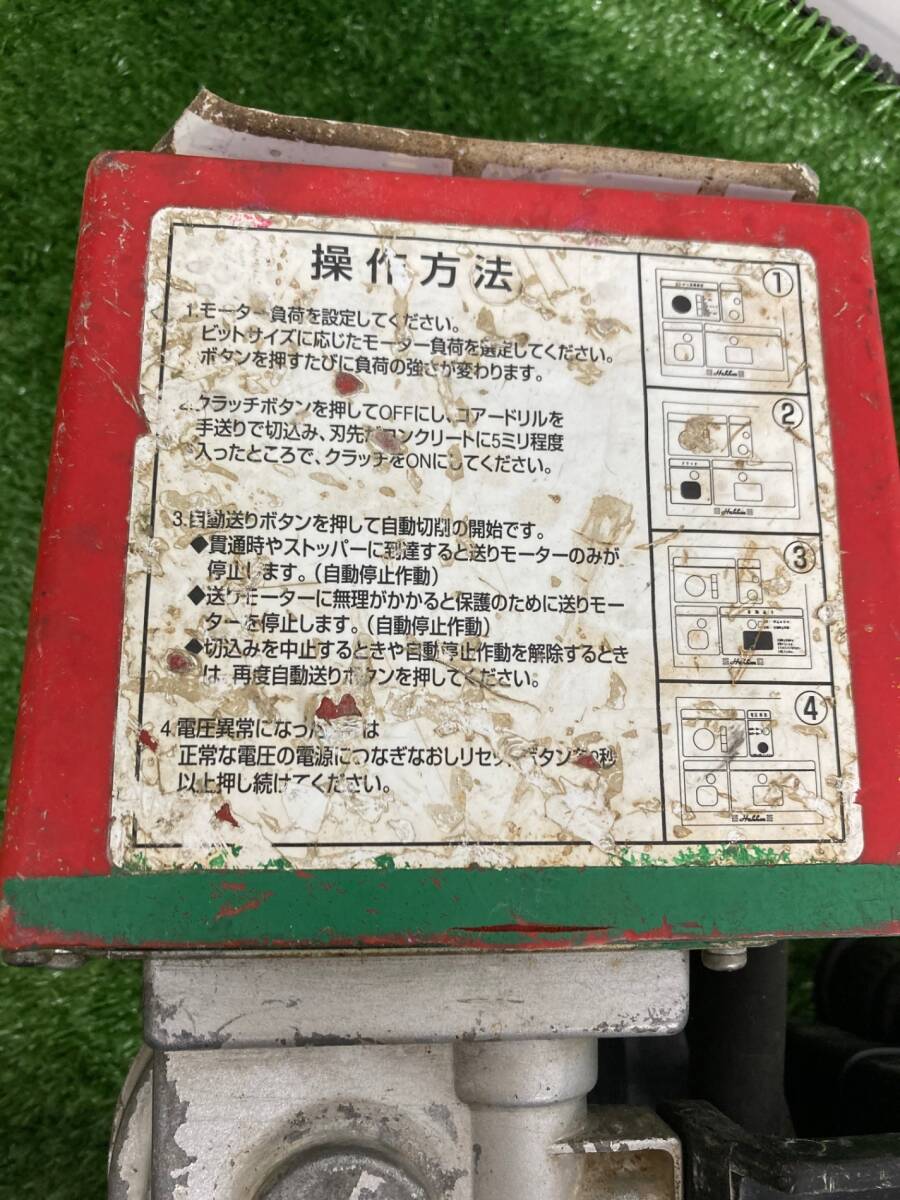 操作方法
1.モーター負荷を設定してください。
ビットサイズに応じたモーター負荷を選定してください。
ボタンを押すたびに負荷の強さが変わります。
2.クラッチボタンを押してOFFにし、コアードリルを
手送りで切込み、刃先がコンクリートに5ミリ程度
入ったところで、クラッチをONにしてください。
3.自動送りボタンを押して自動切削の開始です。
◆貫通時やストッパーに到達すると送りモーターのみが
停止します。(自動停止作動)
◆送りモーターに無理がかかると保護のために送りモー
ターを停止します。(自動停止作動)
◆切込みを中止するときや自動停止作動を解除するとき
は、再度自動送りボタンを押してください。
4.電圧異常になっ は
正常な電圧の電源につなぎなおしリセットボタンを 秒
以上押し続けてください。
①
②
③
④